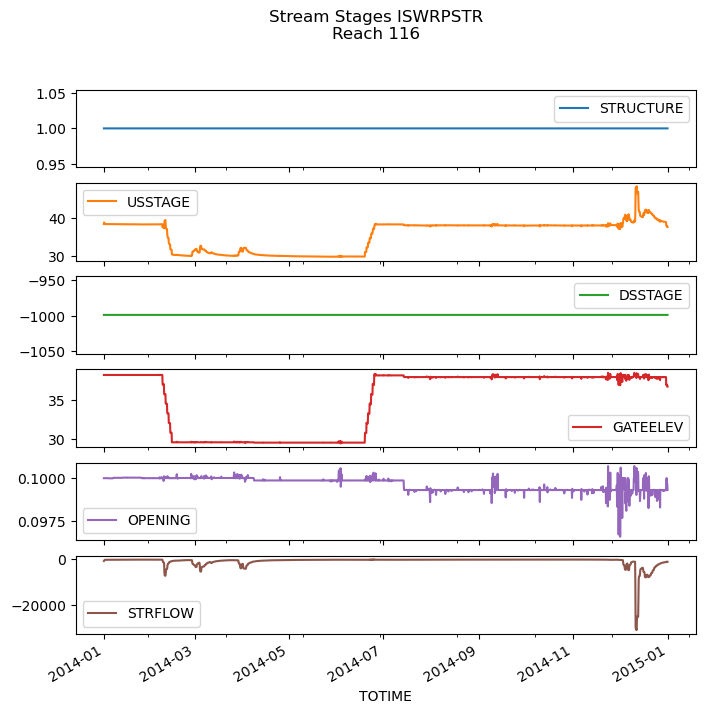 Stream Stages ISWRPSTR
Reach 116
1.05
1.00
0.95
STRUCTURE
40
30
USSTAGE
−950
−1000
−1050
DSSTAGE
35
30
GATEELEV
0.1000
0.0975
OPENING
0
−20000
STRFLOW
2014-01
2014-03
2014-05
2014-07
2014-09
2014-11
2015-01
TOTIME